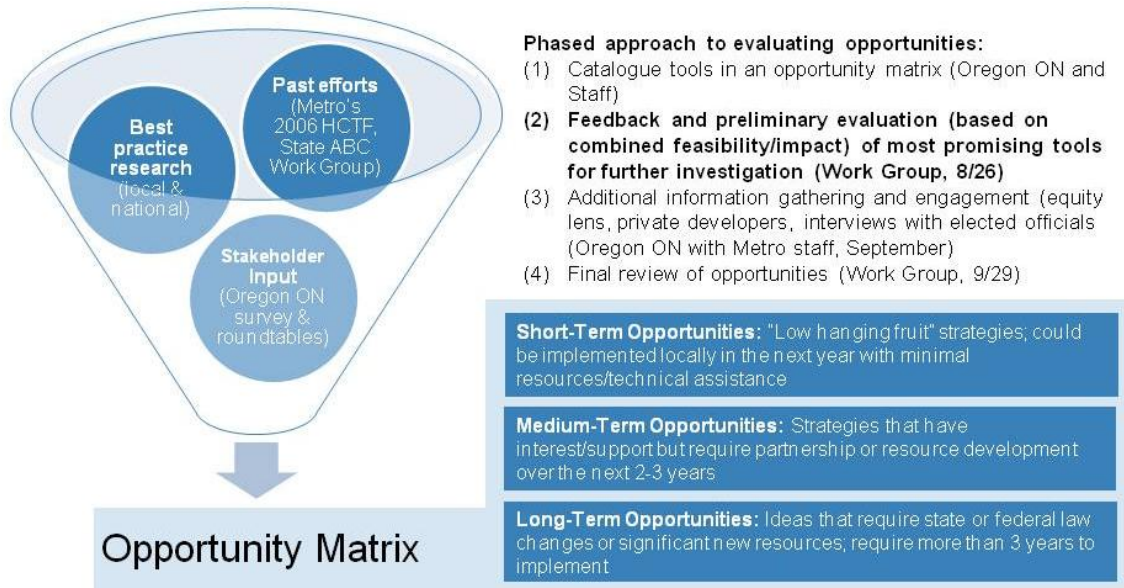 Past efforts
(Metro's
2006 HCTF,
State ABC
Work Group)
Best
practice
research
(local &
national)
Stakeholder
Input
(Oregon ON
survey &
roundtables)
Opportunity Matrix
Phased approach to evaluating opportunities:
(1) Catalogue tools in an opportunity matrix (Oregon ON and
Staff)
(2) Feedback and preliminary evaluation (based on
combined feasibility/impact) of most promising tools
for further investigation (Work Group, 8/26)
(3) Additional information gathering and engagement (equity
lens, private developers, interviews with elected officials
(Oregon ON with Metro staff, September)
(4) Final review of opportunities (Work Group, 9/29)
Short-Term Opportunities: "Low hanging fruit" strategies; could
be implemented locally in the next year with minimal
resources/technical assistance
Medium-Term Opportunities: Strategies that have
interest/support but require partnership or resource development
over the next 2-3 years
Long-Term Opportunities: Ideas that require state or federal law
changes or significant new resources; require more than 3 years to
implement